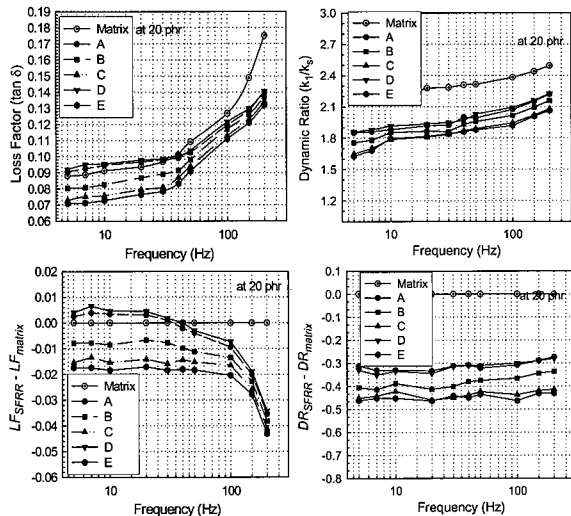 at 20 phr
Matrix
A
B
C
D
E
0.19
0.18
0.17
0.16
0.15
0.14
0.13
0.12
0.11
0.10
0.09
0.08
0.07
0.06
0.05
Loss Factor (tan δ)
10
100
Frequency (Hz)
at 20 phr
Matrix
A
B
C
D
E
3.0
2.7
2.4
2.1
1.8
1.5
1.2
Dynamic Ratio (k-f/ks)
10
100
Frequency (Hz)
at 20 phr
0.02
0.01
0.00
-0.01
-0.02
-0.03
-0.04
-0.05
-0.06
LFSFRR - LFmatrix
Matrix
A
B
C
D
E
10
100
Frequency (Hz)
at 20 phr
Matrix
A
B
C
D
E
0.1
0.0
-0.1
-0.2
-0.3
-0.4
-0.5
-0.6
-0.7
-0.8
DRSFRR - DRmatrix
10
100
Frequency (Hz)